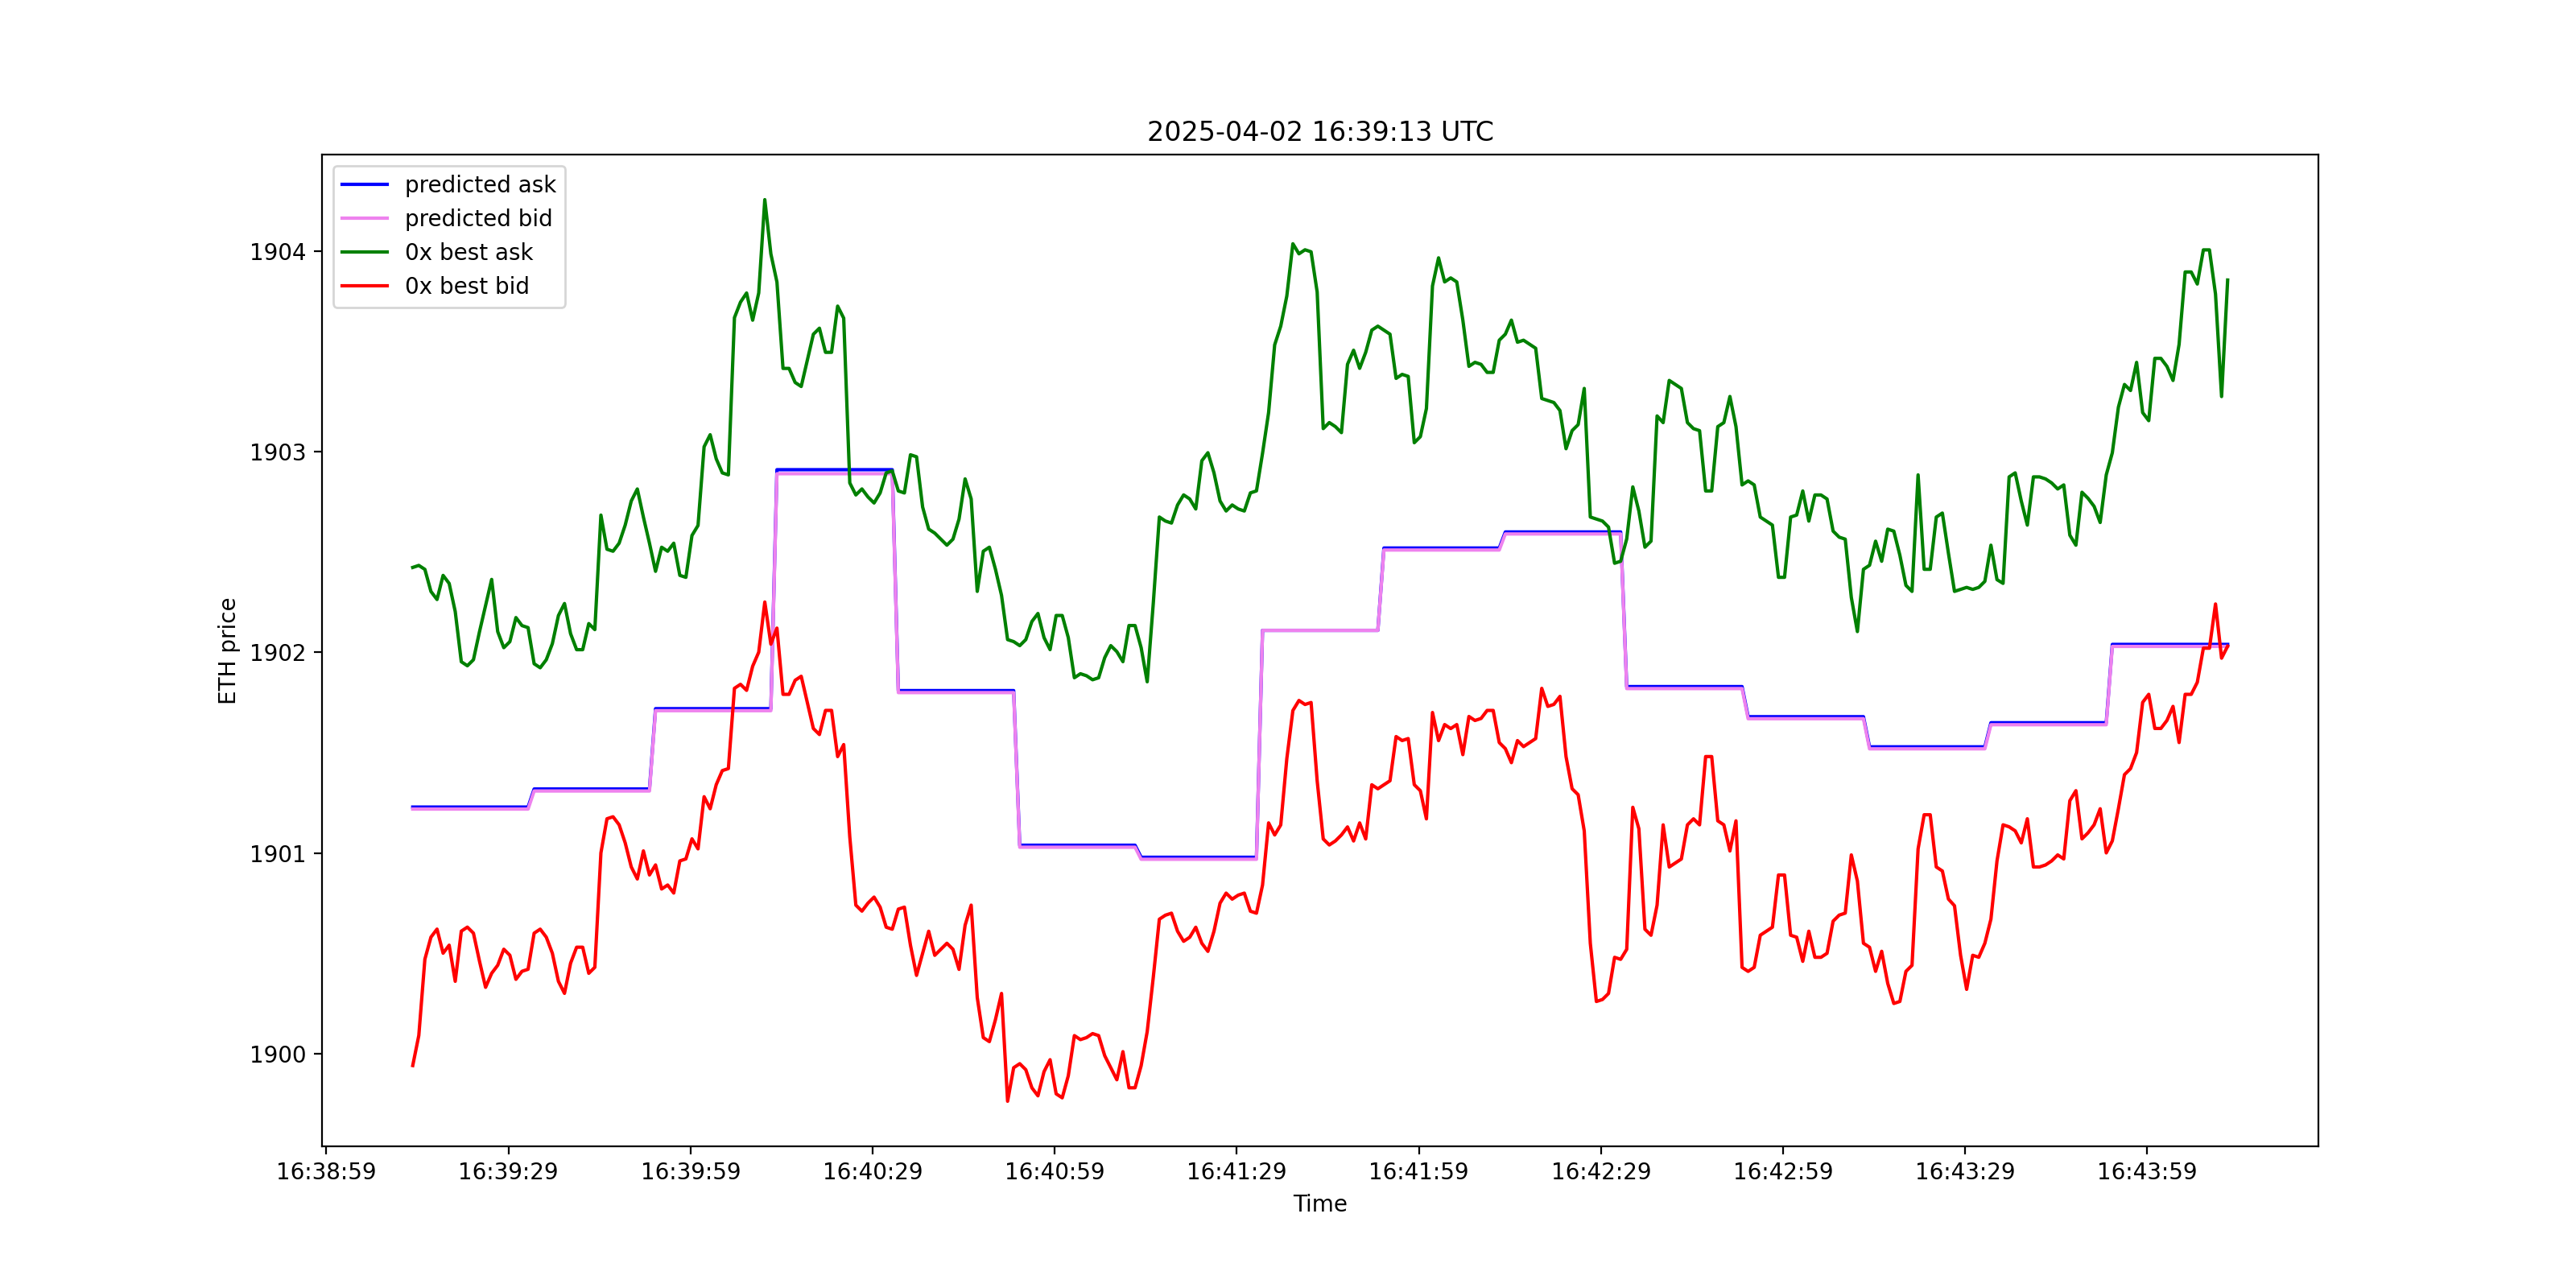 2025-04-02 16:39:13 UTC
predicted ask
predicted bid
0x best ask
0x best bid
1904
1903
1902
1901
1900
ETH price
16:38:59 16:39:29 16:39:59 16:40:29 16:40:59 16:41:29 16:41:59 16:42:29 16:42:59 16:43:29 16:43:59
Time